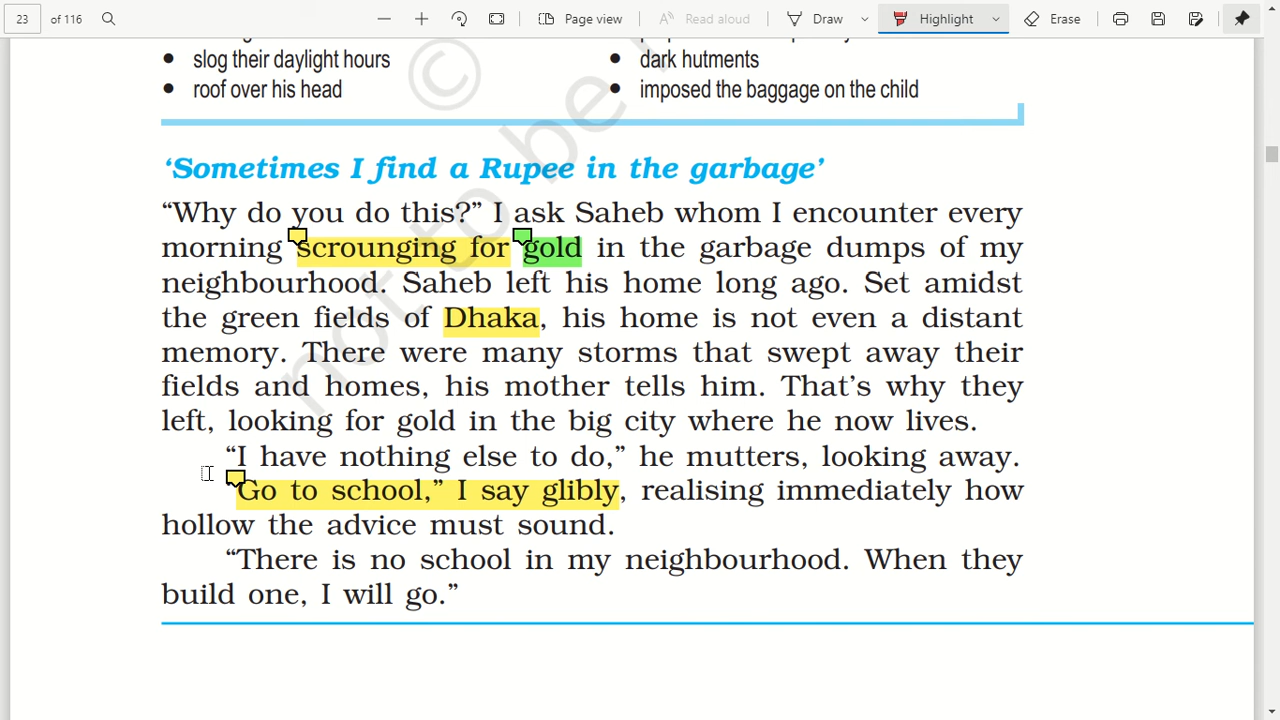 23 of 116 Page view Read aloud Draw Highlight Erase
slog their daylight hours
dark hutments
roof over his head
imposed the baggage on the child
‘Sometimes I find a Rupee in the garbage’
“Why do you do this?” I ask Saheb whom I encounter every
morning scrounging for gold in the garbage dumps of my
neighbourhood. Saheb left his home long ago. Set amidst
the green fields of Dhaka, his home is not even a distant
memory. There were many storms that swept away their
fields and homes, his mother tells him. That’s why they
left, looking for gold in the big city where he now lives.
“I have nothing else to do,” he mutters, looking away.
Go to school,” I say glibly, realising immediately how
hollow the advice must sound.
“There is no school in my neighbourhood. When they
build one, I will go.”
©
not to be